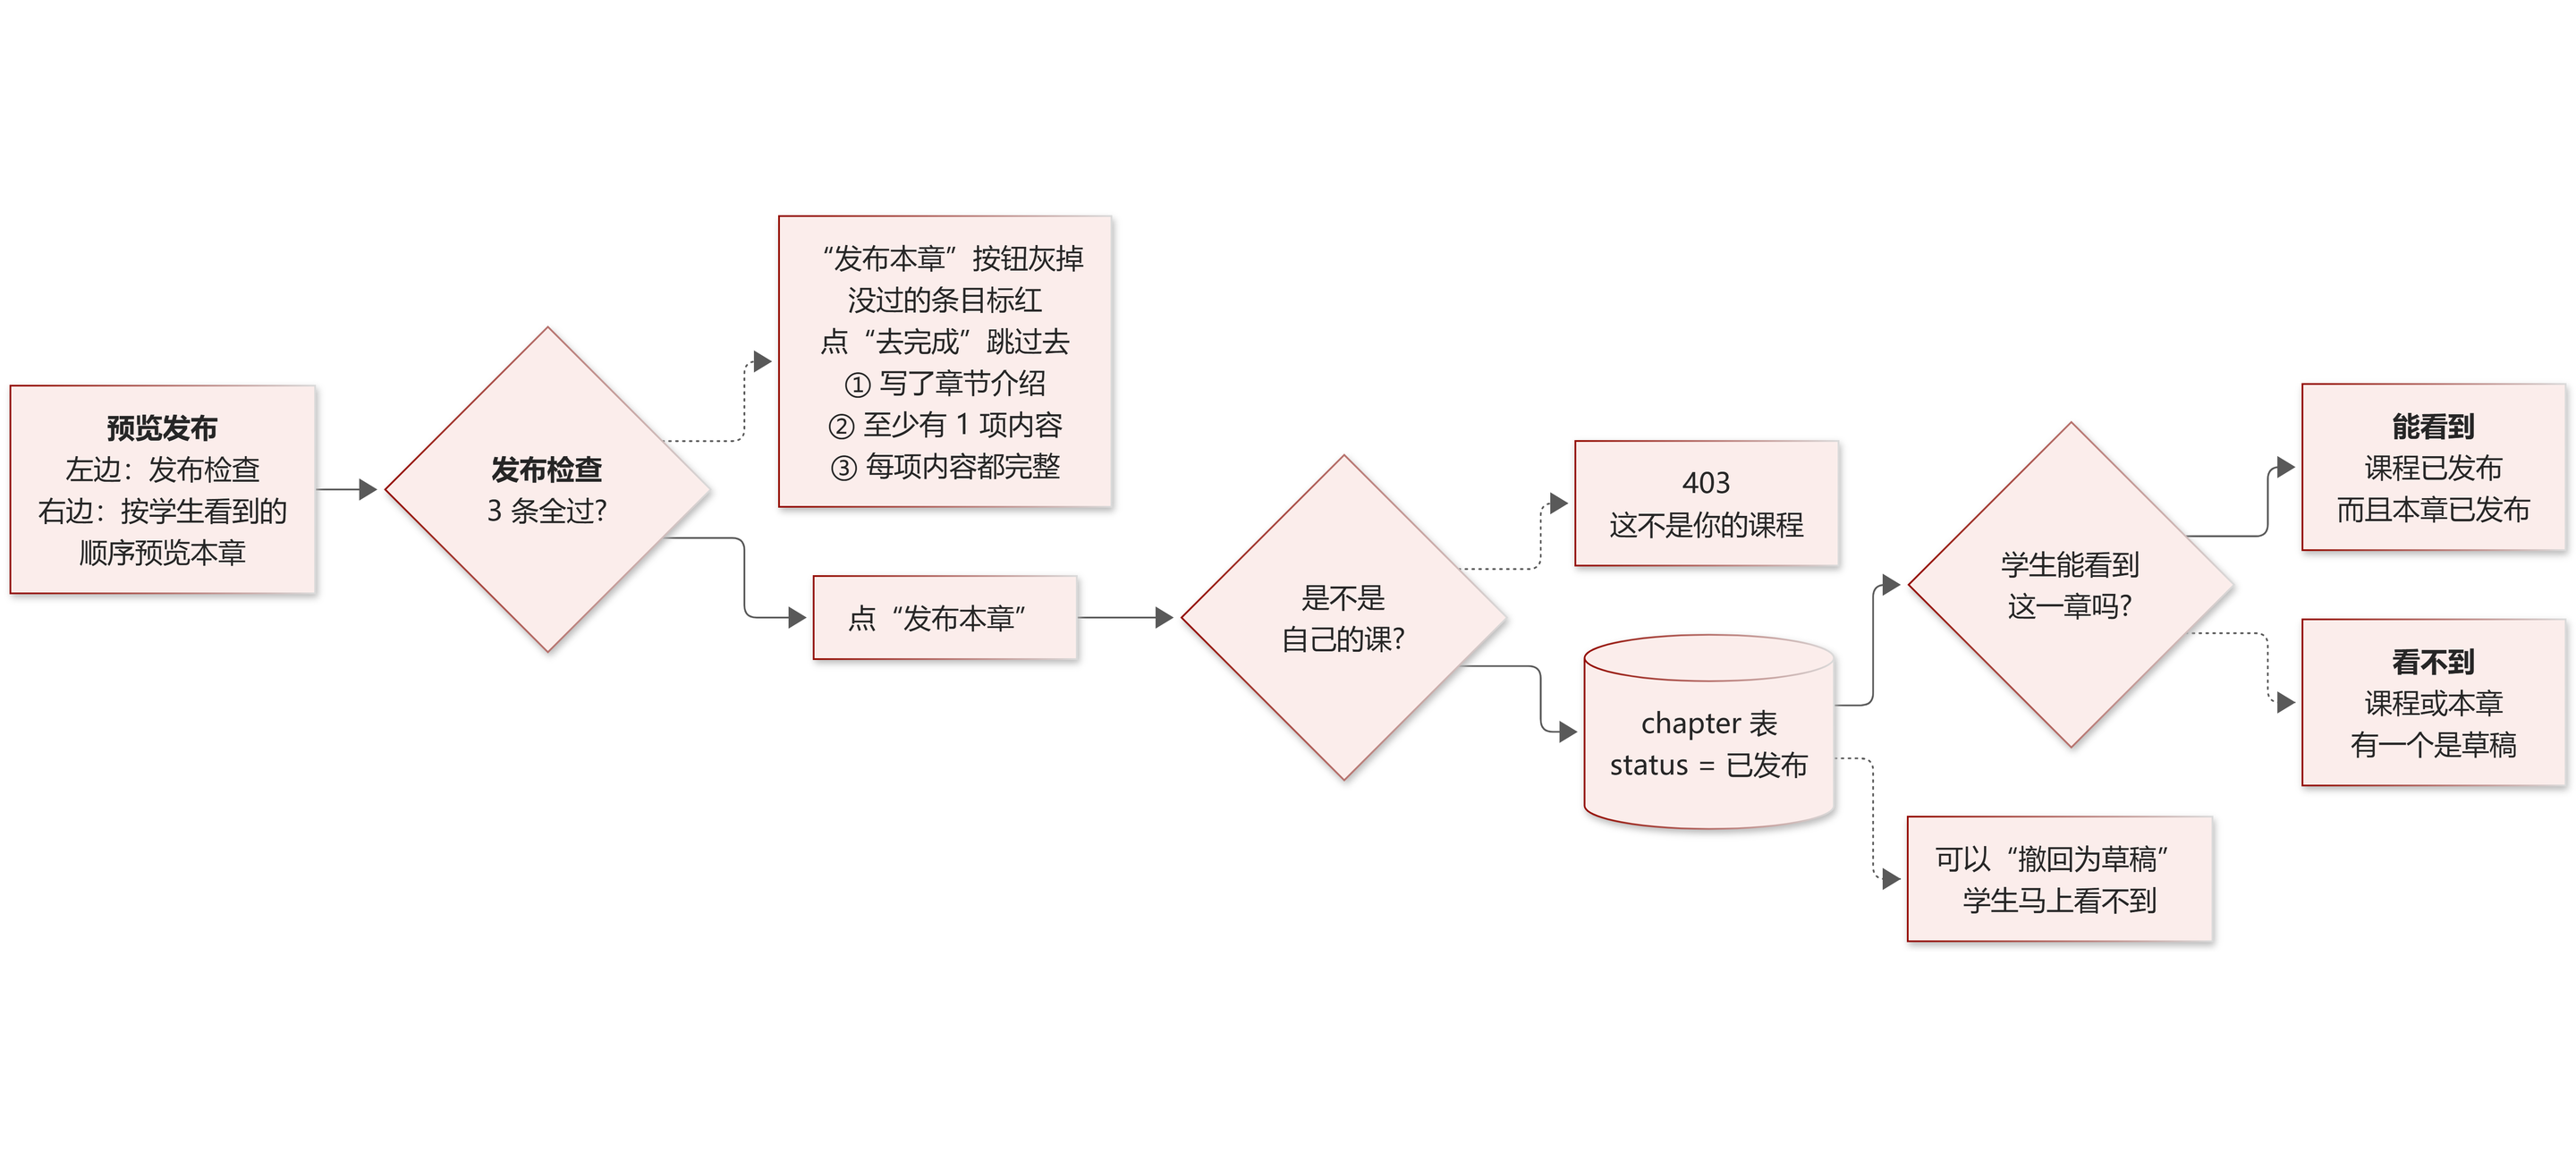 预览发布
左边：发布检查
右边：按学生看到的
顺序预览本章
发布检查
3 条全过?
“发布本章”按钮灰掉
没过的条目标红
点“去完成”跳过去
① 写了章节介绍
② 至少有 1 项内容
③ 每项内容都完整
点“发布本章”
是不是
自己的课?
403
这不是你的课程
chapter 表
status = 已发布
学生能看到
这一章吗?
能看到
课程已发布
而且本章已发布
看不到
课程或本章
有一个是草稿
可以“撤回为草稿”
学生马上看不到